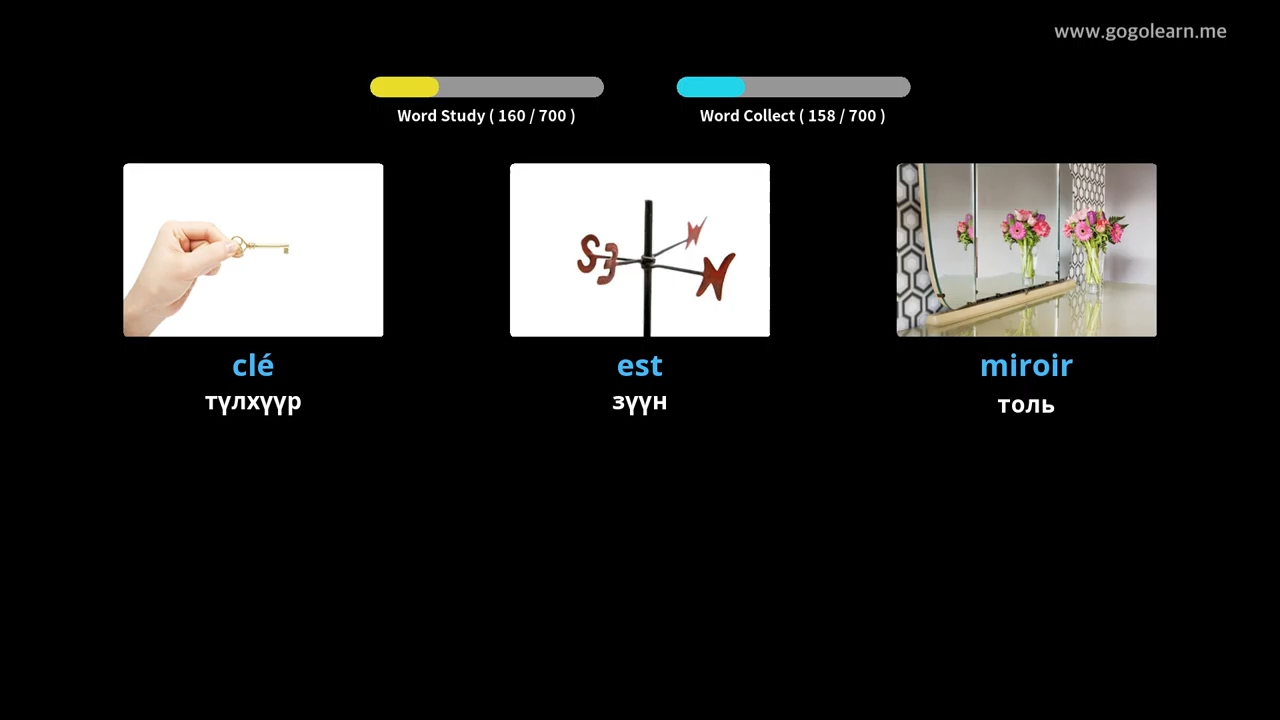 www.gogolearn.me
Word Study ( 160 / 700 )
Word Collect ( 158 / 700 )
S E N
clé
est
miroir
түлхүүр
зүүн
толь